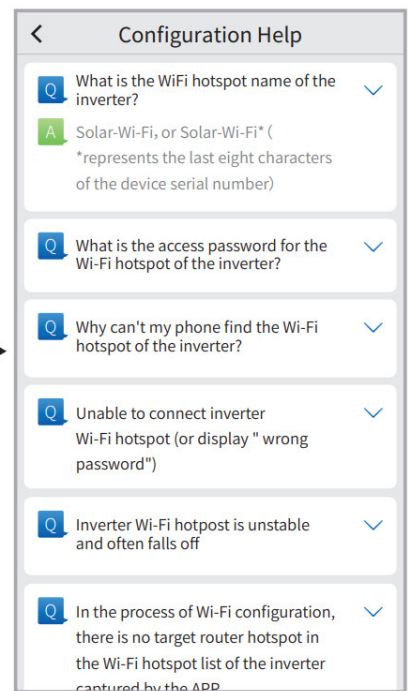 Configuration Help
Q What is the WiFi hotspot name of the
inverter?
A Solar-Wi-Fi, or Solar-Wi-Fi* (
*represents the last eight characters
of the device serial number)
Q What is the access password for the
Wi-Fi hotspot of the inverter?
Q Why can't my phone find the Wi-Fi
hotspot of the inverter?
Q Unable to connect inverter
Wi-Fi hotspot (or display " wrong
password")
Q Inverter Wi-Fi hotpost is unstable
and often falls off
Q In the process of Wi-Fi configuration,
there is no target router hotspot in
the Wi-Fi hotspot list of the inverter
captured by the APP